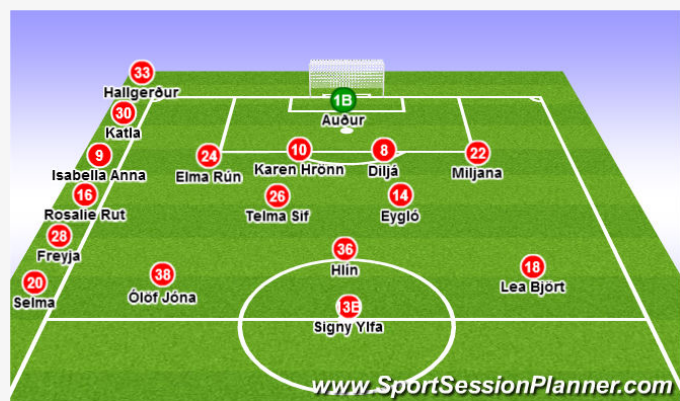 33
Hallgerður
30
Katla
1B
Auður
9
Isabella Anna
24
Elma Rún
10
Karen Hrönn
8
Diljá
22
Miljana
16
Rosalie Rut
26
Telma Sif
14
Eygló
28
Freyja
36
Hlín
20
Selma
38
Ólöf Jóna
18
Lea Björt
13E
Signy Ylfa
www.SportSessionPlanner.com